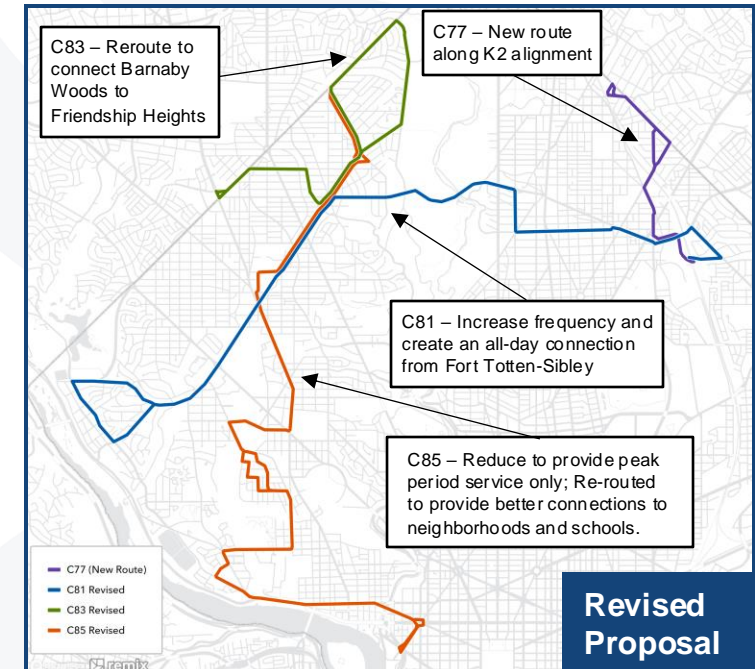 C83 – Reroute to
connect Barnaby
Woods to
Friendship Heights
C77 – New route
along K2 alignment
C81 – Increase frequency and
create an all-day connection
from Fort Totten-Sibley
C85 – Reduce to provide peak
period service only; Re-routed
to provide better connections to
neighborhoods and schools.
C77 (New Route)
C81 Revised
C83 Revised
C85 Revised
Revised
Proposal
remix